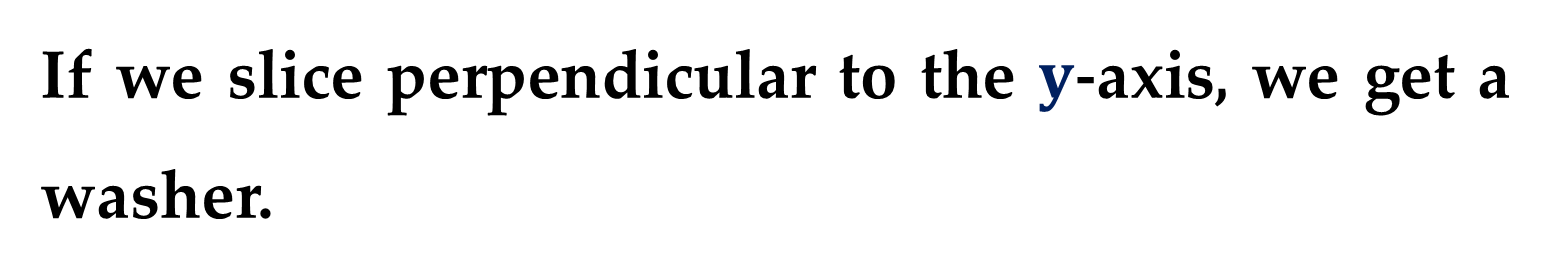 If we slice perpendicular to the y-axis, we get a
washer.